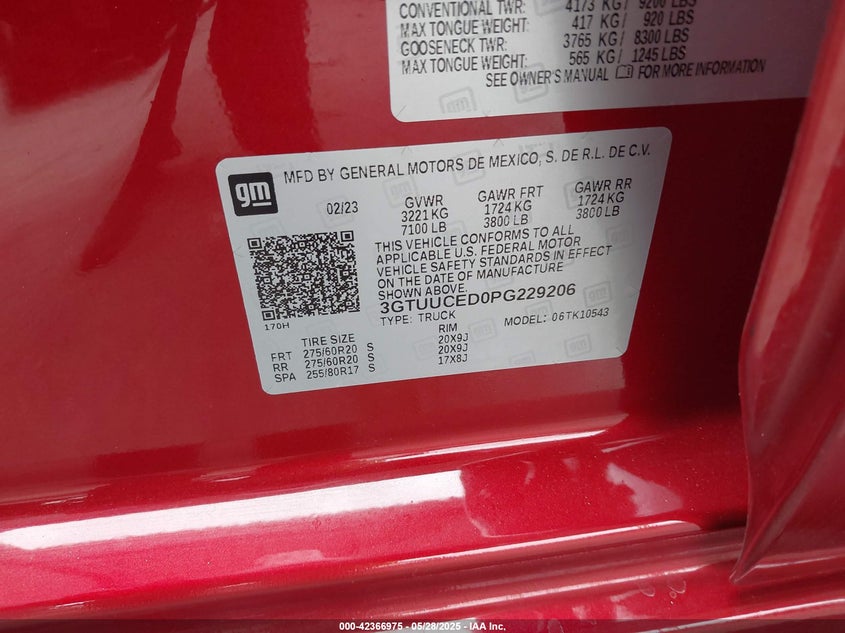 CONVENTIONAL TWR: 4173 KG/ 9200 LBS
MAX TONGUE WEIGHT: 417 KG/ 920 LBS
GOOSENECK TWR: 3765 KG/ 8300 LBS
MAX TONGUE WEIGHT: 565 KG/ 1245 LBS
SEE OWNER'S MANUAL FOR MORE INFORMATION
gm MFD BY GENERAL MOTORS DE MEXICO, S. DE R.L. DE C.V.
02/23 GVWR GAWR FRT GAWR RR
3221 KG 1724 KG 1724 KG
7100 LB 3800 LB 3800 LB
THIS VEHICLE CONFORMS TO ALL
APPLICABLE U.S. FEDERAL MOTOR
VEHICLE SAFETY STANDARDS IN EFFECT
ON THE DATE OF MANUFACTURE
SHOWN ABOVE.
3GTUUCED0PG229206
170H
TYPE: TRUCK MODEL: 06TK10543
TIRE SIZE RIM
FRT 275/60R20 S 20X9J
RR 275/60R20 S 20X9J
SPA 255/80R17 S 17X8J
000-42366975 - 05/28/2025 - IAA Inc.